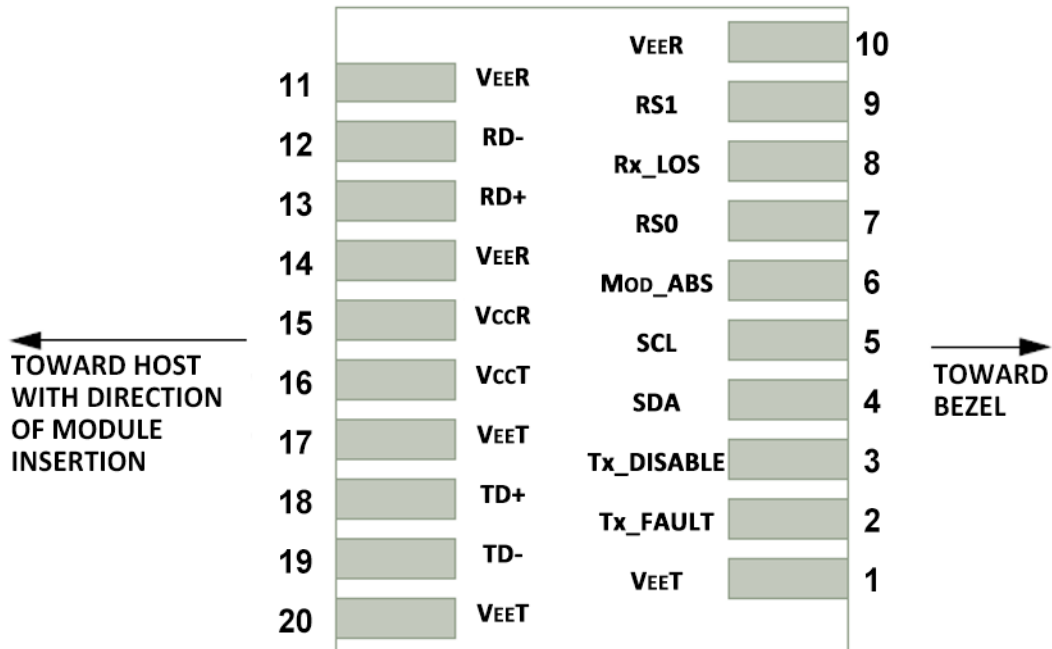 VEER 10
11 VEER
RS1 9
12 RD-
Rx_LOS 8
13 RD+
RS0 7
14 VEER
MOD_ABS 6
15 VCCR
SCL 5
TOWARD HOST
WITH DIRECTION
OF MODULE
INSERTION
TOWARD
BEZEL
16 VCCT
SDA 4
17 VEET
Tx_DISABLE 3
18 TD+
Tx_FAULT 2
19 TD-
VEET 1
20 VEET